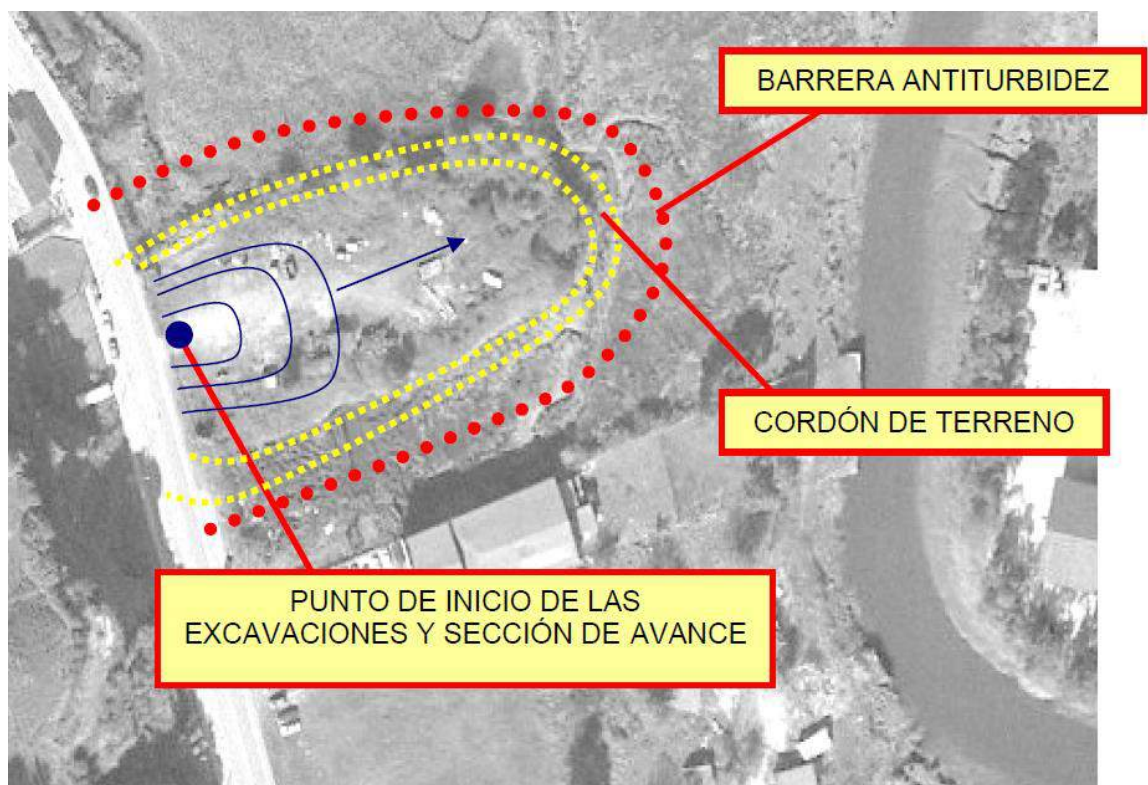 BARRERA ANTITURBIDEZ
CORDÓN DE TERRENO
PUNTO DE INICIO DE LAS
EXCAVACIONES Y SECCIÓN DE AVANCE